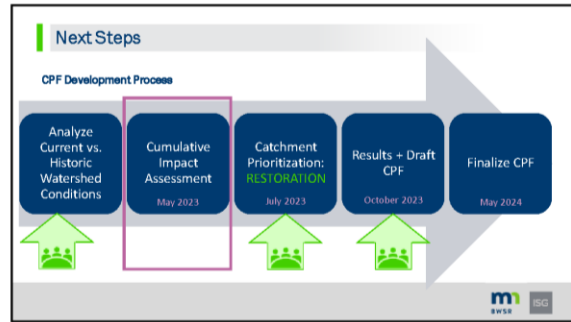 Next Steps
CPF Development Process
Analyze
Current vs.
Historic
Watershed
Conditions
Cumulative
Impact
Assessment
May 2023
Catchment
Prioritization:
RESTORATION
July 2023
Results + Draft
CPF
October 2023
Finalize CPF
May 2024
mn
BWSR
ISG